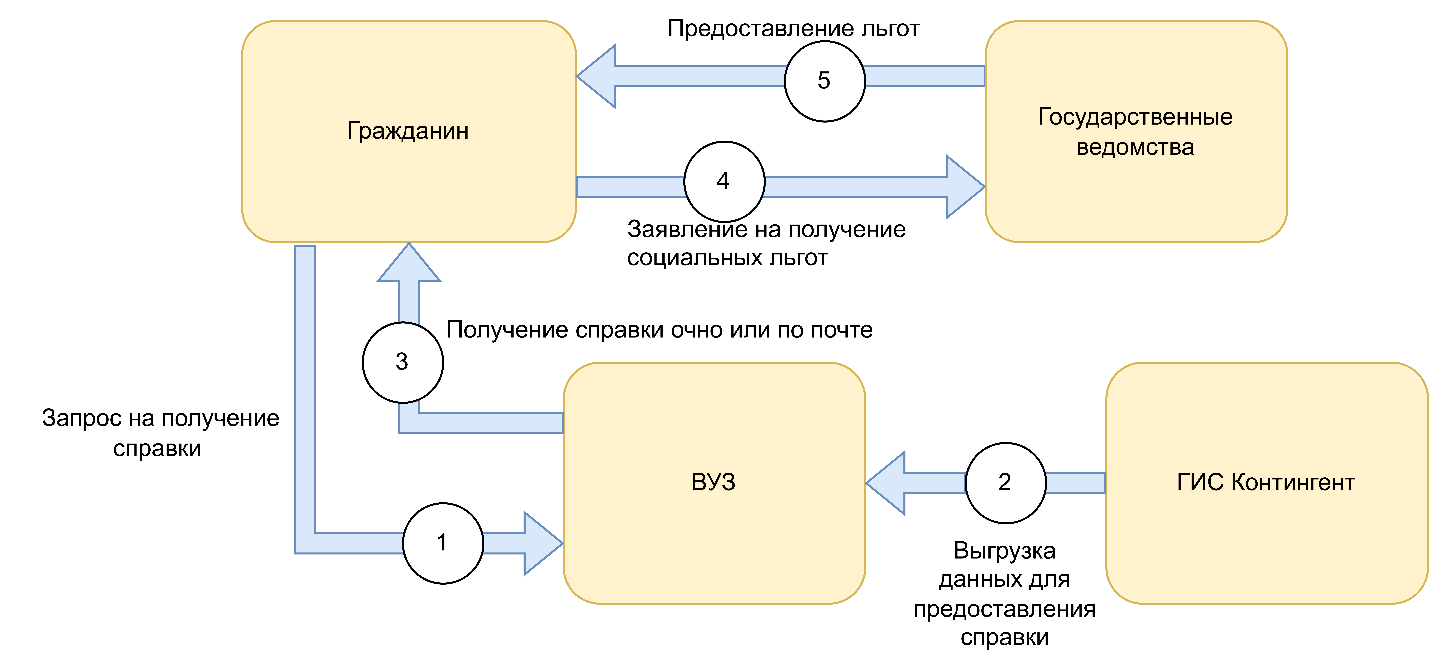 Предоставление льгот
5
Гражданин
Государственные
ведомства
4
Заявление на получение
социальных льгот
Получение справки очно или по почте
3
Запрос на получение
справки
ВУЗ
2
ГИС Контингент
1
Выгрузка
данных для
предоставления
справки